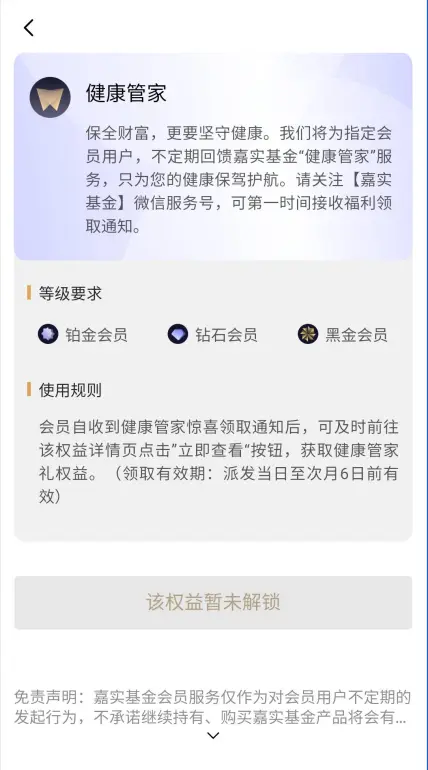 健康管家
保全财富，更要坚守健康。我们将为指定会
员用户，不定期回馈嘉实基金“健康管家”服
务，只为您的健康保驾护航。请关注【嘉实
基金】微信服务号，可第一时间接收福利领
取通知。
等级要求
铂金会员 钻石会员 黑金会员
使用规则
会员自收到健康管家惊喜领取通知后，可及时前往
该权益详情页点击”立即查看“按钮，获取健康管家
礼权益。（领取有效期：派发当日至次月6日前有
效）
该权益暂未解锁
免责声明：嘉实基金会员服务仅作为对会员用户不定期的
发起行为，不承诺继续持有、购买嘉实基金产品将会有...